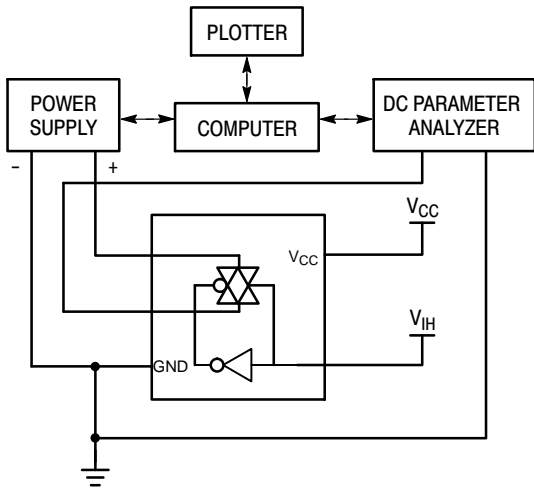 PLOTTER
POWER
SUPPLY
COMPUTER
DC PARAMETER
ANALYZER
–
+
VCC
VCC
VIH
GND